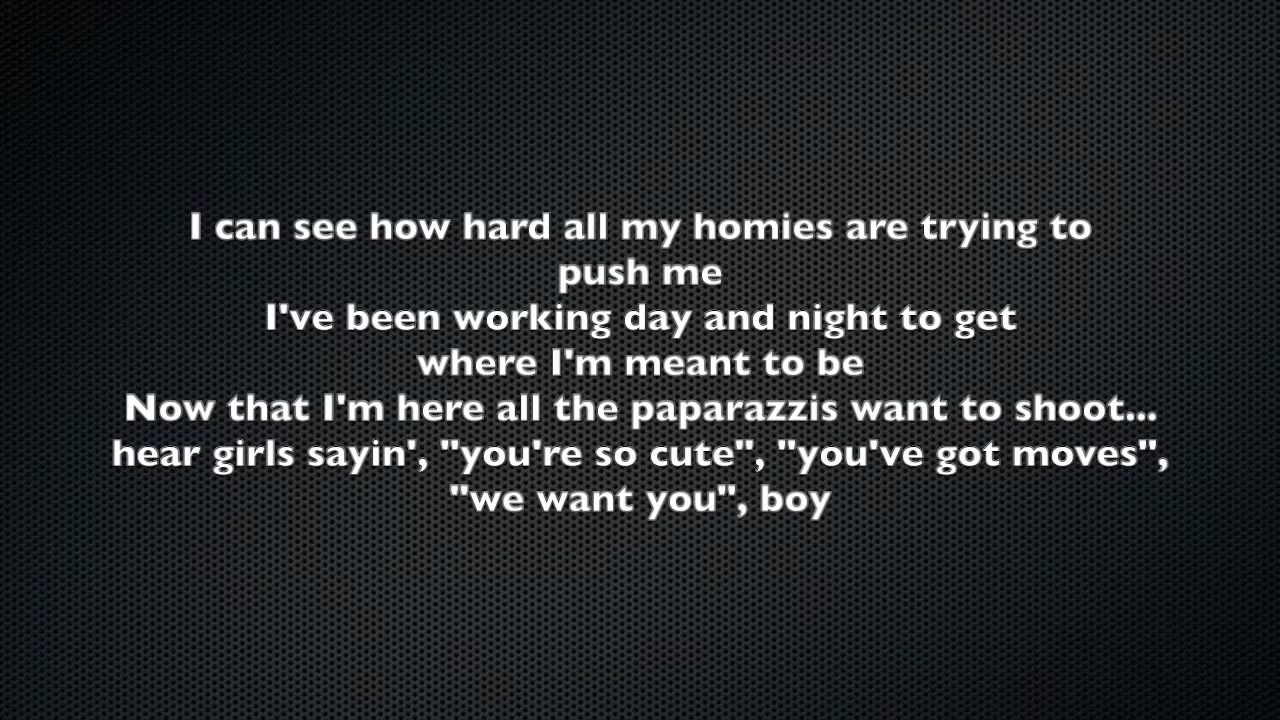 I can see how hard all my homies are trying to
push me
I've been working day and night to get
where I'm meant to be
Now that I'm here all the paparazzis want to shoot...
hear girls sayin', "you're so cute", "you've got moves",
"we want you", boy